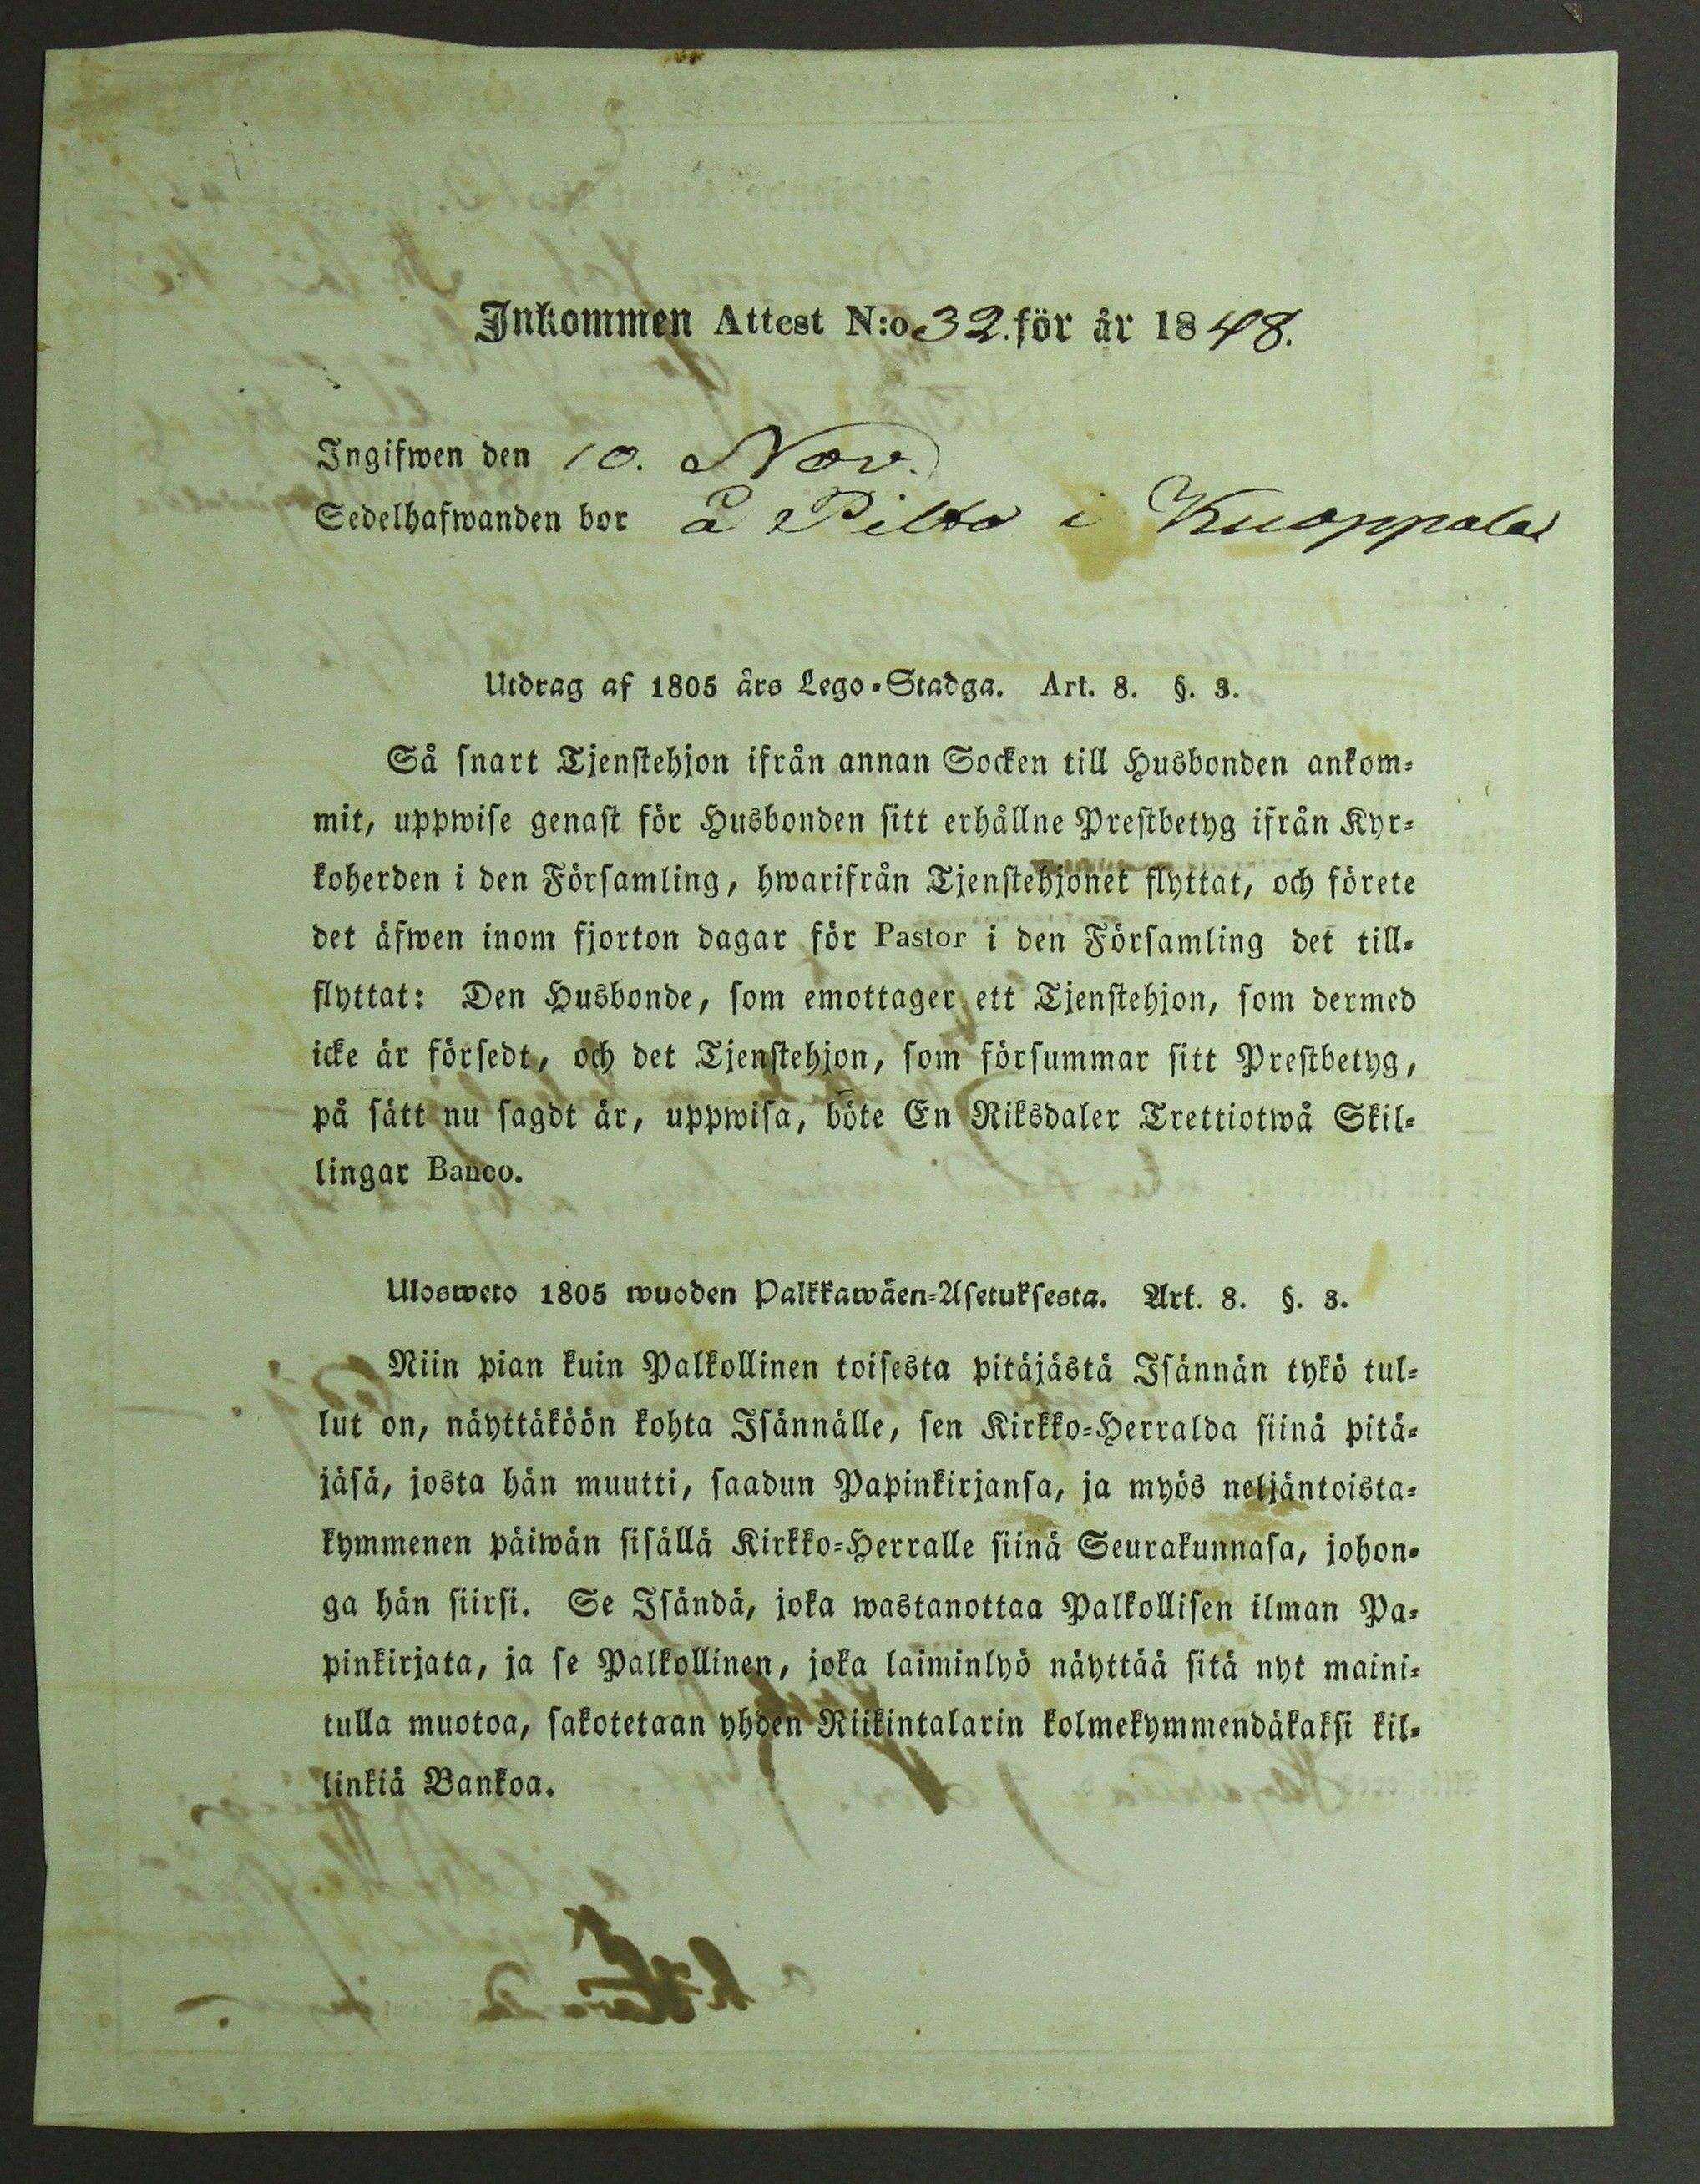 Inkommen Attest N:o 32. för år 1848.
Ingifwen den 10. Nov.
Sedelhafwanden bor å Pilto i Kuoppala
Utdrag af 1805 års Lego-Stadga. Art. 8. §. 3.
Så snart Tjenstehjon ifrån annan Socken till Husbonden ankom-
mit, uppwise genast för Husbonden sitt erhållne Prestbetyg ifrån Kyr-
koherden i den Församling, hwarifrån Tjenstehjonet flyttat, och förete
det äfwen inom fjorton dagar för Pastor i den Församling det till-
flyttat: Den Husbonde, som emottager ett Tjenstehjon, som dermed
icke är försedt, och det Tjenstehjon, som försummar sitt Prestbetyg,
på sätt nu sagdt är, uppwisa, böte En Riksdaler Trettiotwå Skil-
lingar Banco.
Ulosweto 1805 wuoden Palkkawäen-Asetuksesta. Art. 8. §. 3.
Niin pian kuin Palkollinen toisesta pitäjästä Isännän tykö tul-
lut on, näyttäköön kohta Isännälle, sen Kirkko-Herralda siinä pitä-
jäsä, josta hän muutti, saadun Papinkirjansa, ja myös neljäntoista-
kymmenen päiwän sisällä Kirkko-Herralle siinä Seurakunnasa, johon-
ga hän siirsi. Se Isändä, joka wastanottaa Palkollisen ilman Pa-
pinkirjata, ja se Palkollinen, joka laiminlyö näyttää sitä nyt maini-
tulla muotoa, sakotetaan yhden Riikintalarin kolmekymmendäkaksi kil-
linkiä Bankoa.